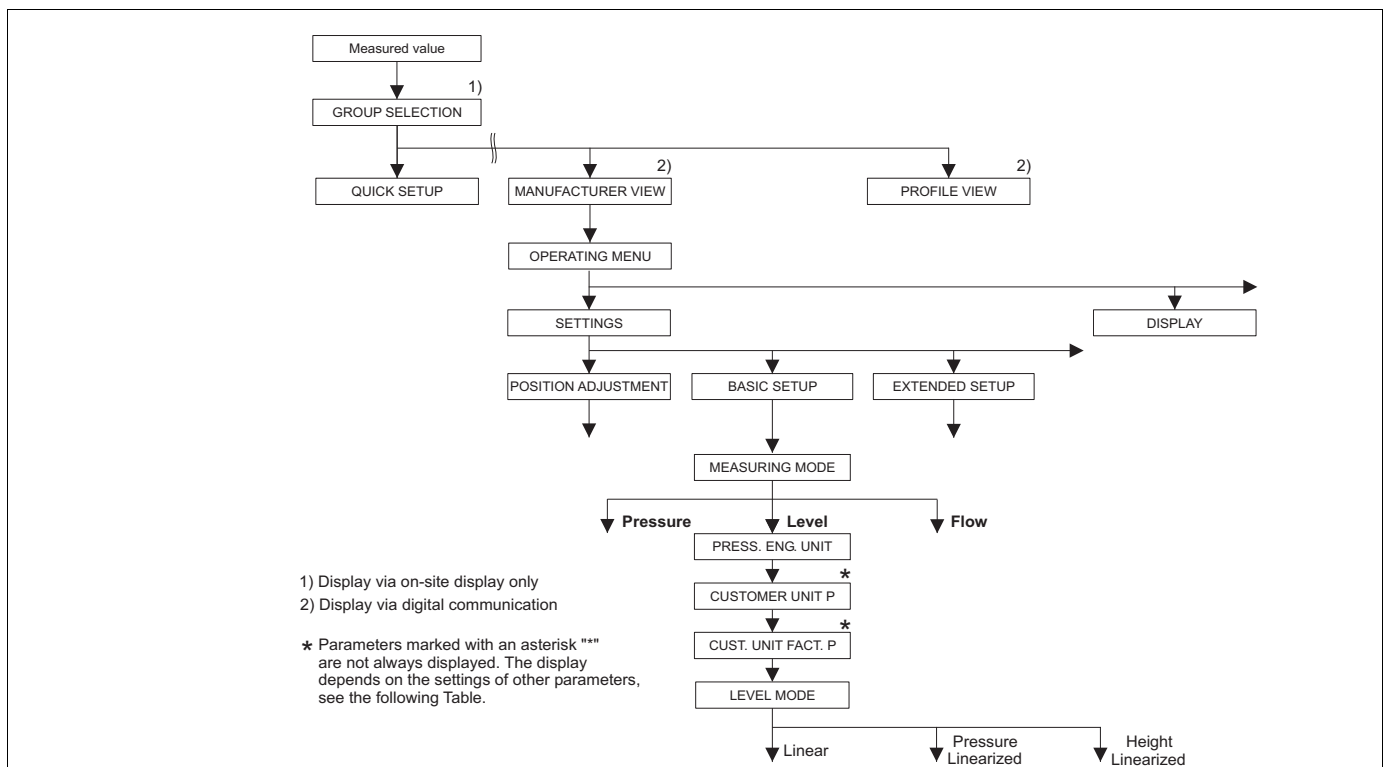 Measured value
1)
GROUP SELECTION
2)
2)
QUICK SETUP
MANUFACTURER VIEW
PROFILE VIEW
OPERATING MENU
SETTINGS
DISPLAY
POSITION ADJUSTMENT
BASIC SETUP
EXTENDED SETUP
MEASURING MODE
Pressure
Level
Flow
PRESS. ENG. UNIT
*
CUSTOMER UNIT P
*
CUST. UNIT FACT. P
LEVEL MODE
Linear
Pressure
Linearized
Height
Linearized
1) Display via on-site display only
2) Display via digital communication
* Parameters marked with an asterisk "*"
are not always displayed. The display
depends on the settings of other parameters,
see the following Table.